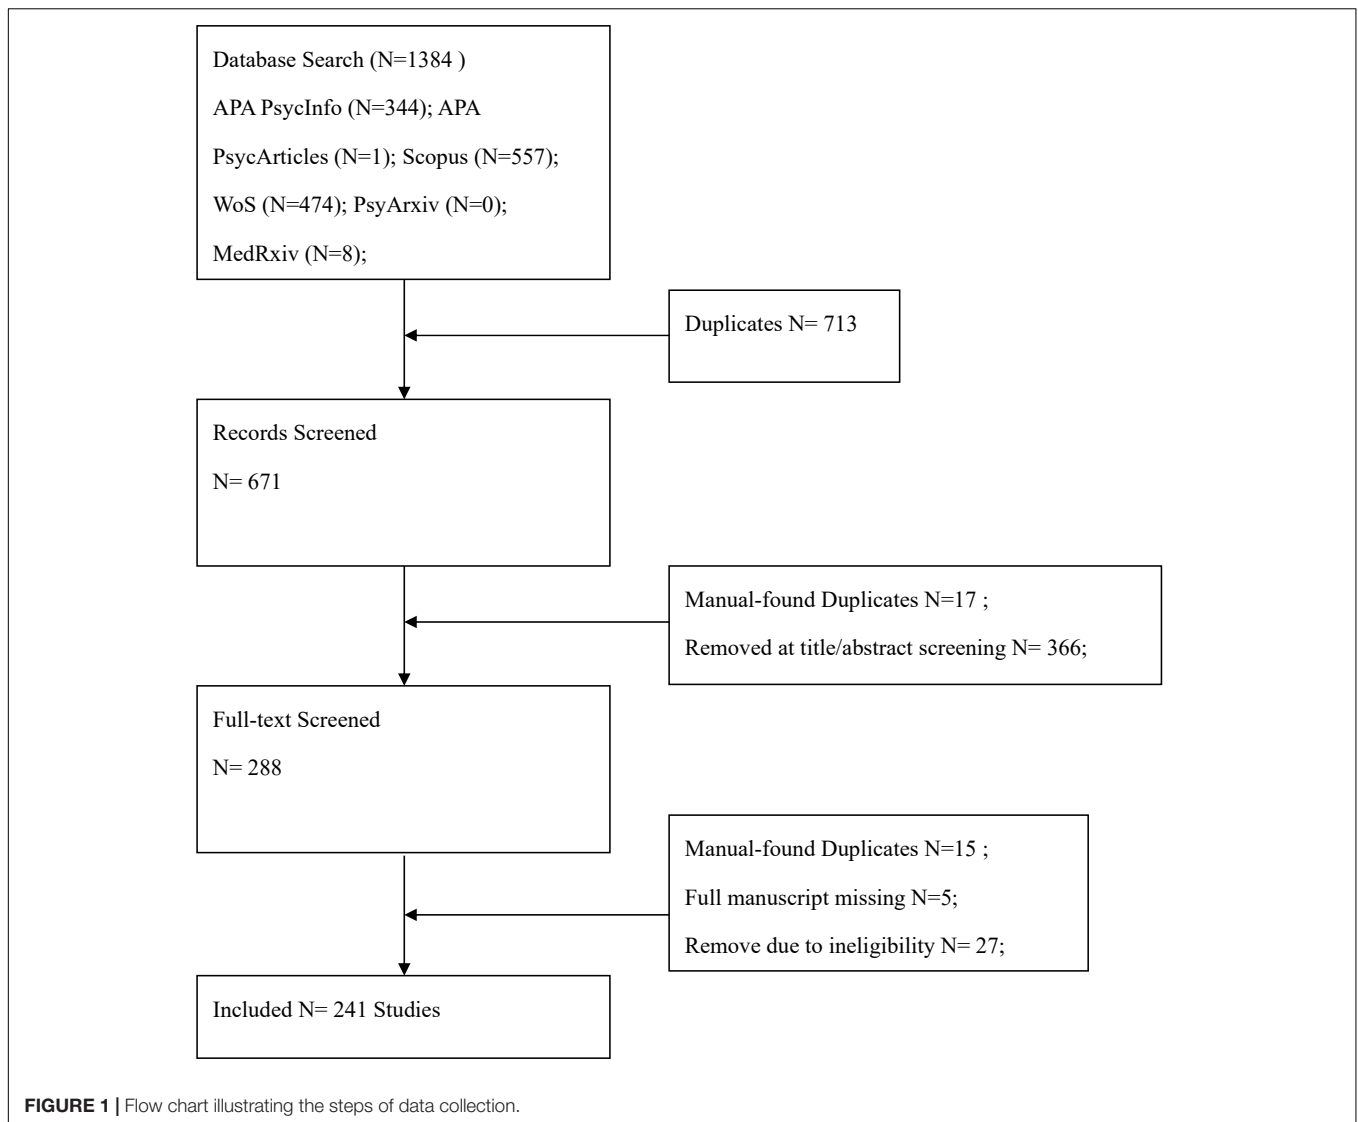 Database Search (N=1384 )
APA PsycInfo (N=344); APA
PsycArticles (N=1); Scopus (N=557);
WoS (N=474); PsyArxiv (N=0);
MedRxiv (N=8);
Duplicates N= 713
Records Screened
N= 671
Manual-found Duplicates N=17 ;
Removed at title/abstract screening N= 366;
Full-text Screened
N= 288
Manual-found Duplicates N=15 ;
Full manuscript missing N=5;
Remove due to ineligibility N= 27;
Included N= 241 Studies
FIGURE 1 | Flow chart illustrating the steps of data collection.